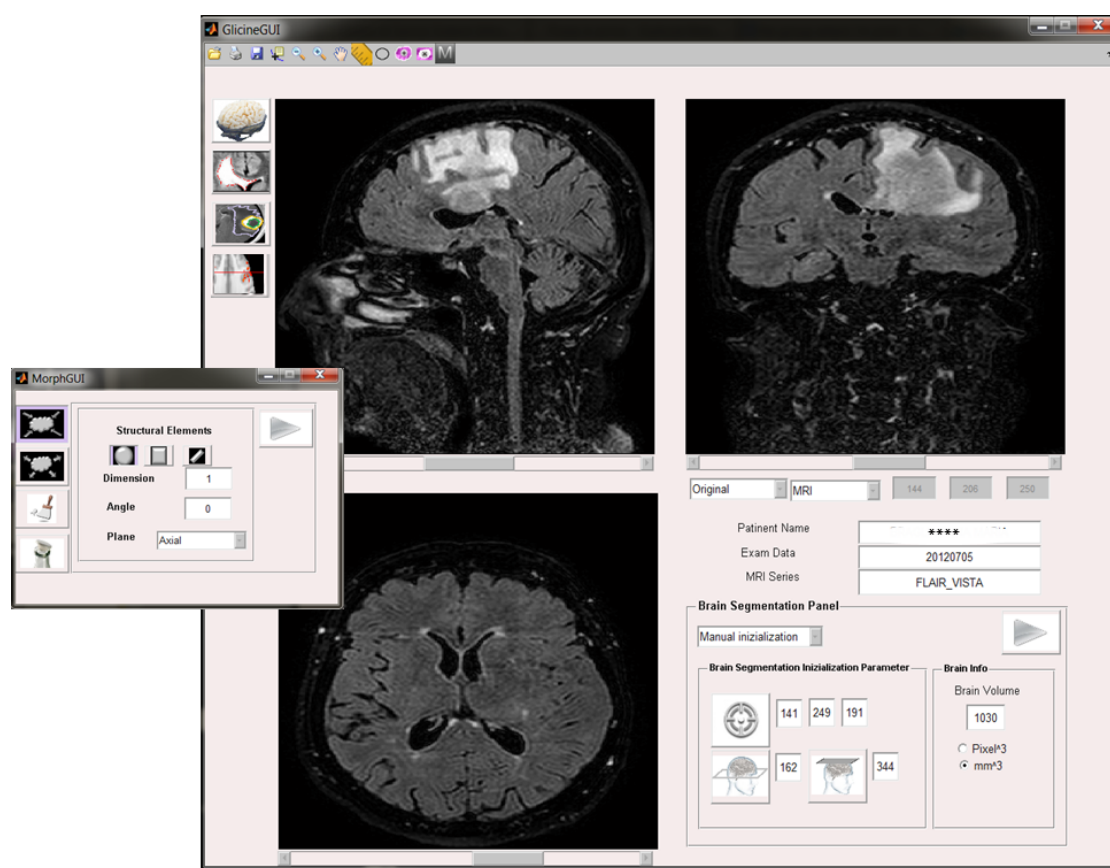 GlicineGUI
M
Original
MRI
144 206 250
Patinent Name
****
Exam Data
20120705
MRI Series
FLAIR_VISTA
Brain Segmentation Panel
Manual inizialization
Brain Segmentation Inizialization Parameter
141 249 191
162
344
Brain Info
Brain Volume
1030
Pixel^3
mm^3
MorphGUI
Structural Elements
Dimension
1
Angle
0
Plane
Axial